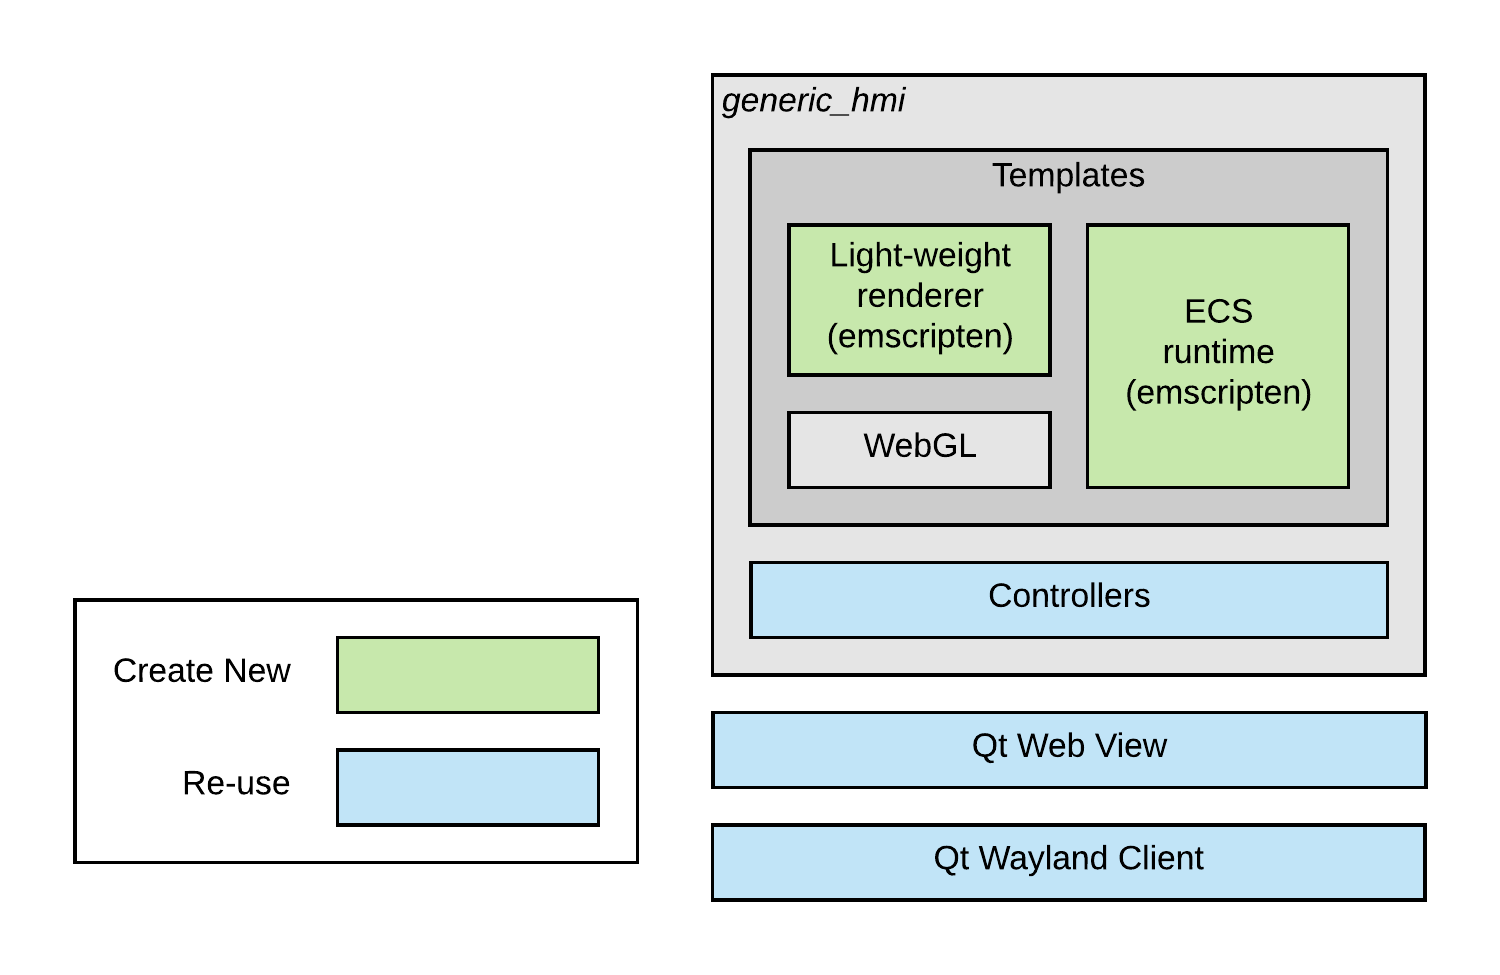 generic_hmi
Templates
Light-weight
renderer
(emscripten)
ECS
runtime
(emscripten)
WebGL
Controllers
Create New
Re-use
Qt Web View
Qt Wayland Client